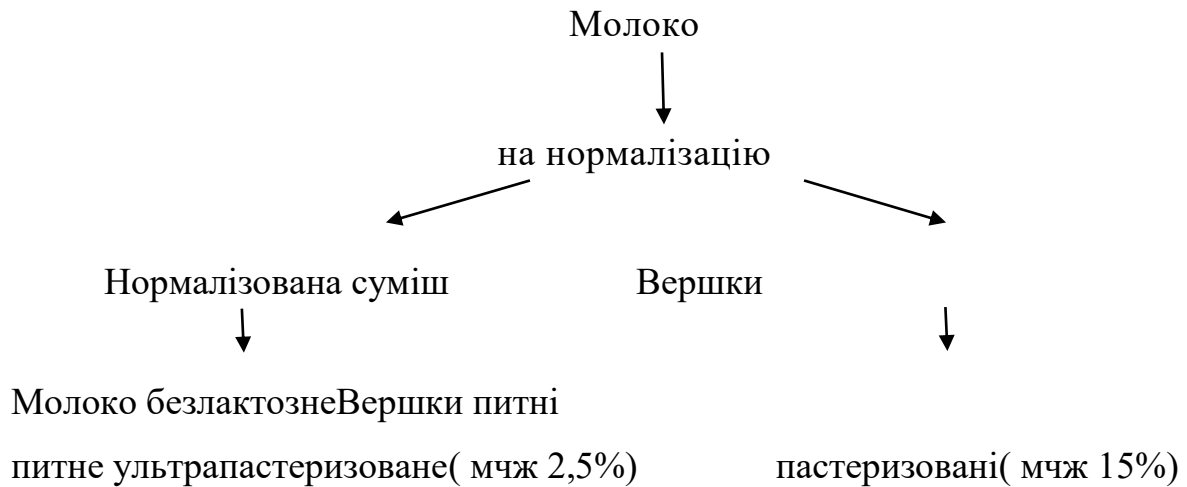 Молоко
на нормалізацію
Нормалізована суміш Вершки
Молоко безлактознеВершки питні
питне ультрапастеризоване( мчж 2,5%) пастеризовані( мчж 15%)